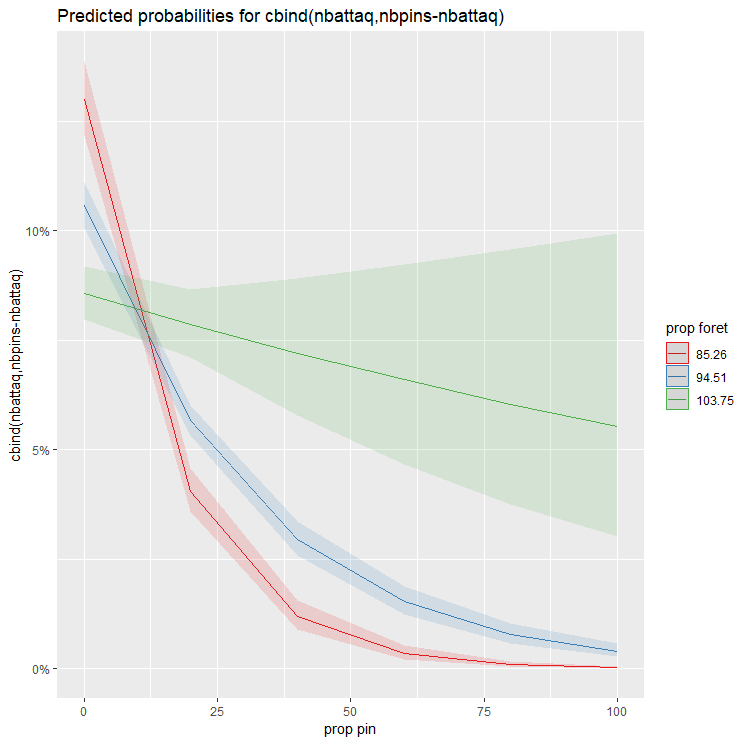 Predicted probabilities for cbind(nbattaq,nbpins-nbattaq)
cbind(nbattaq,nbpins-nbattaq)
10%
5%
0%
0
25
50
75
100
prop pin
prop foret
85.26
94.51
103.75